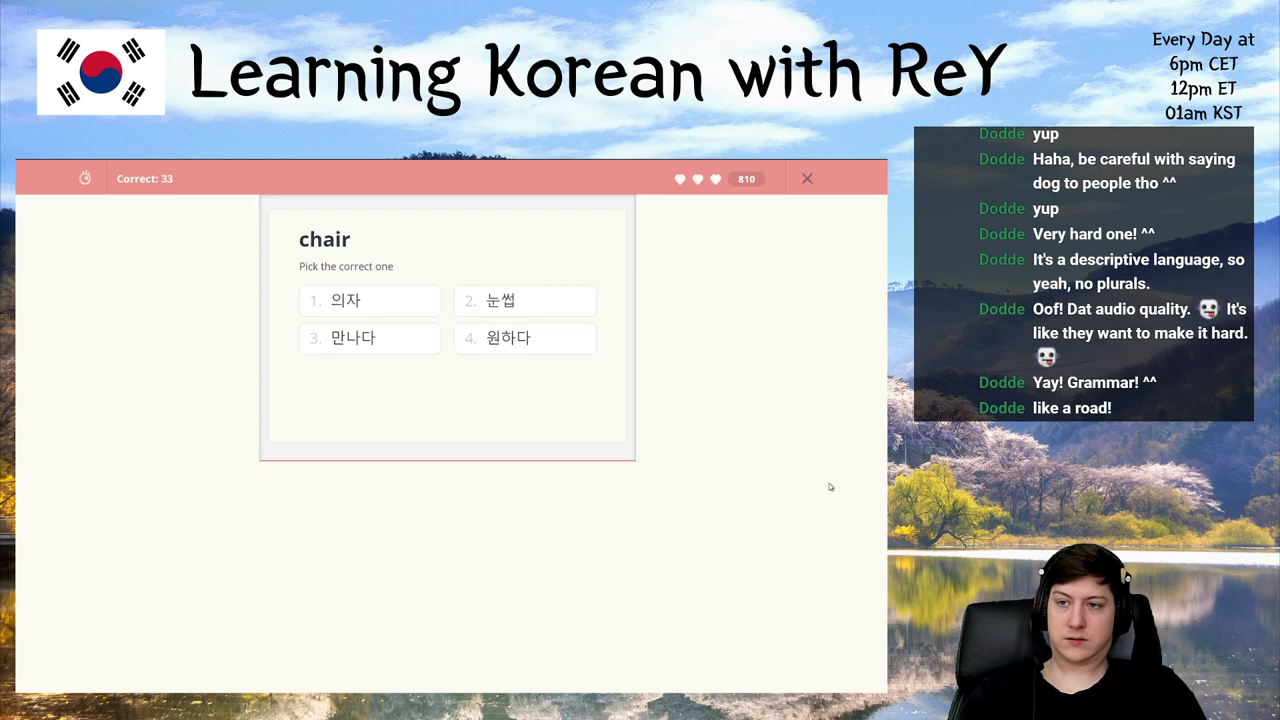 Learning Korean with ReY
Every Day at
6pm CET
12pm ET
01am KST
Correct: 33
810
chair
Pick the correct one
1. 의자
2. 눈썹
3. 만나다
4. 원하다
Dodde yup
Dodde Haha, be careful with saying
dog to people tho ^^
Dodde yup
Dodde Very hard one! ^^
Dodde It's a descriptive language, so
yeah, no plurals.
Dodde Oof! Dat audio quality. It's
like they want to make it hard.
Dodde Yay! Grammar! ^^
Dodde like a road!